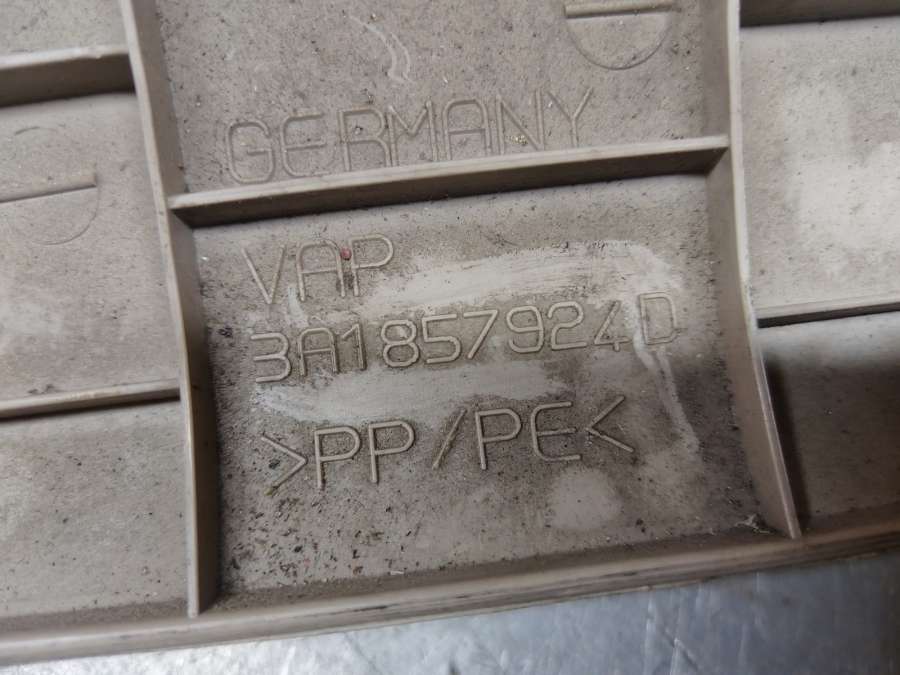 GERMANY
VAP
3A1857924D
>PP/PE<